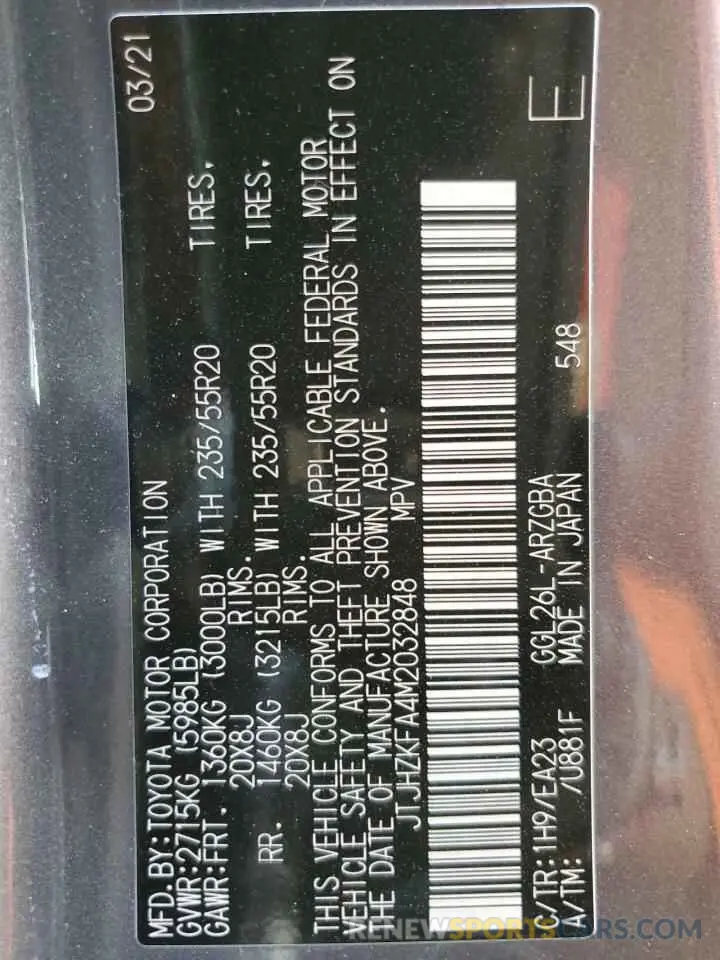 03/21
MFD.BY:TOYOTA MOTOR CORPORATION
GVWR:2715KG (5985LB)
GAWR:FRT. 1360KG (3000LB) WITH 235/55R20 TIRES,
20X8J RIMS.
RR. 1460KG (3215LB) WITH 235/55R20 TIRES,
20X8J RIMS.
THIS VEHICLE CONFORMS TO ALL APPLICABLE FEDERAL MOTOR
VEHICLE SAFETY AND THEFT PREVENTION STANDARDS IN EFFECT ON
THE DATE OF MANUFACTURE SHOWN ABOVE.
JTJHZKFA4M2032848 MPV
E
C/TR:1H9/EA23 GGL26L-ARZGBA
A/TM: /U881F MADE IN JAPAN 548
RENEWSPORTSCARS.COM